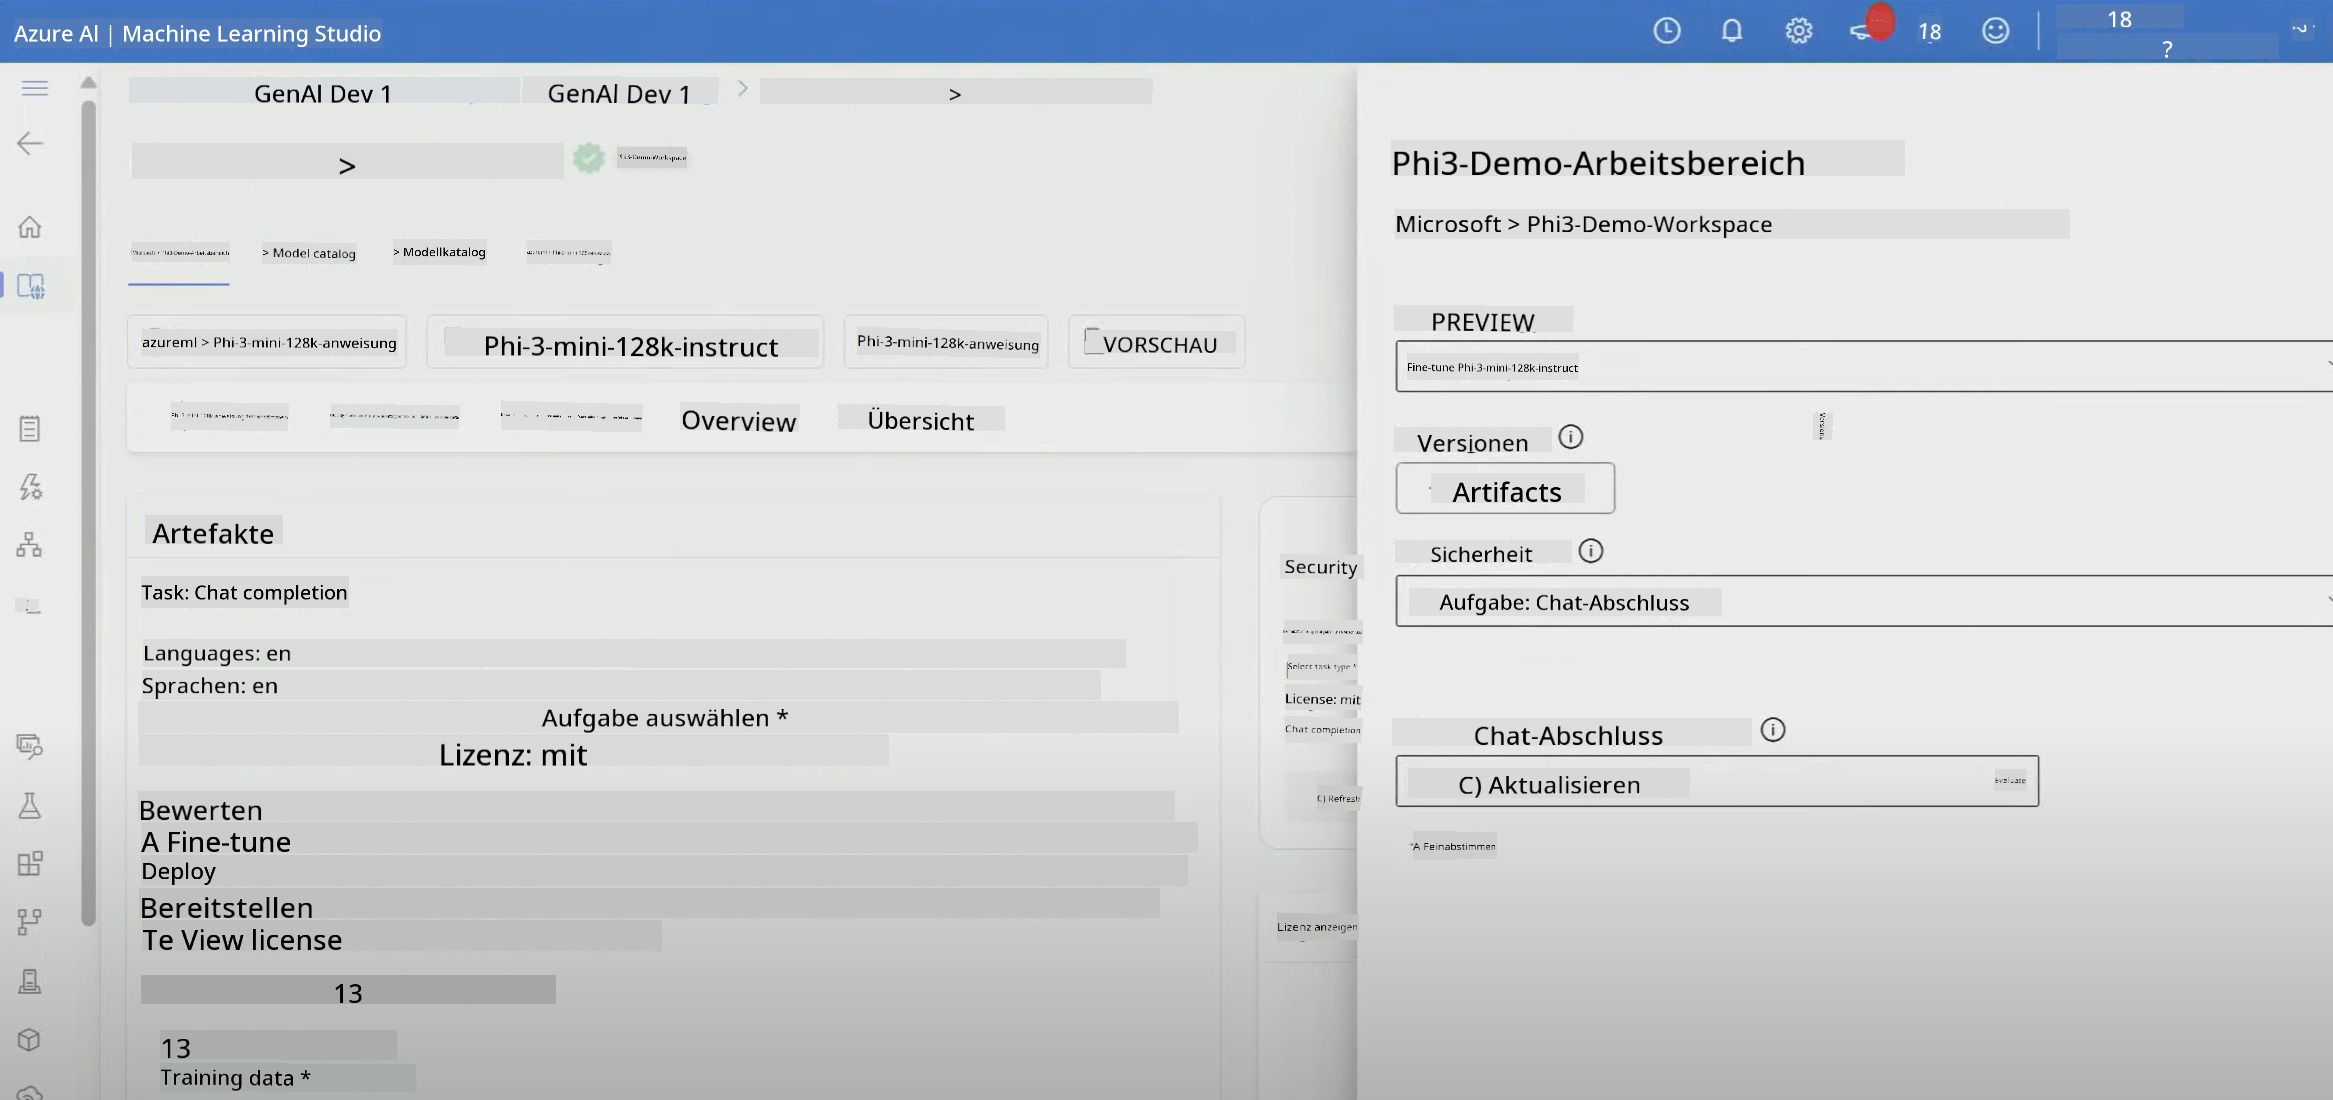 Azure AI | Machine Learning Studio
18
18
?
GenAI Dev 1
GenAI Dev 1
>
>
Phi3-Demo-Workspace
> Model catalog
> Modellkatalog
azureml > Phi-3-mini-128k-anweisung
Phi-3-mini-128k-instruct
Phi-3-mini-128k-anweisung
VORSCHAU
Overview
Übersicht
Artefakte
Task: Chat completion
Languages: en
Sprachen: en
Aufgabe auswählen *
Lizenz: mit
Bewerten
A Fine-tune
Deploy
Bereitstellen
Te View license
13
13
Training data *
Security
Select task type *
License: mit
Chat completion
C) Refresh
Lizenz anzeigen
Phi3-Demo-Arbeitsbereich
Microsoft > Phi3-Demo-Workspace
PREVIEW
Fine-tune Phi-3-mini-128k-instruct
Versionen
Versions
Artifacts
Sicherheit
Aufgabe: Chat-Abschluss
Chat-Abschluss
C) Aktualisieren
Evaluate
"A Feinabstimmen